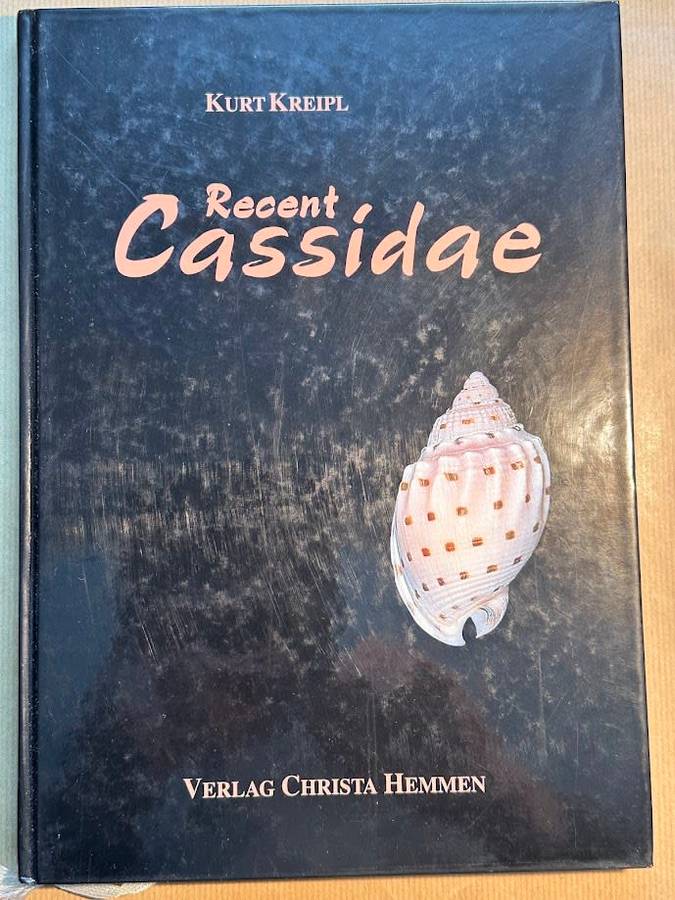 KURT KREIPL
Recent
Cassidae
VERLAG CHRISTA HEMMEN